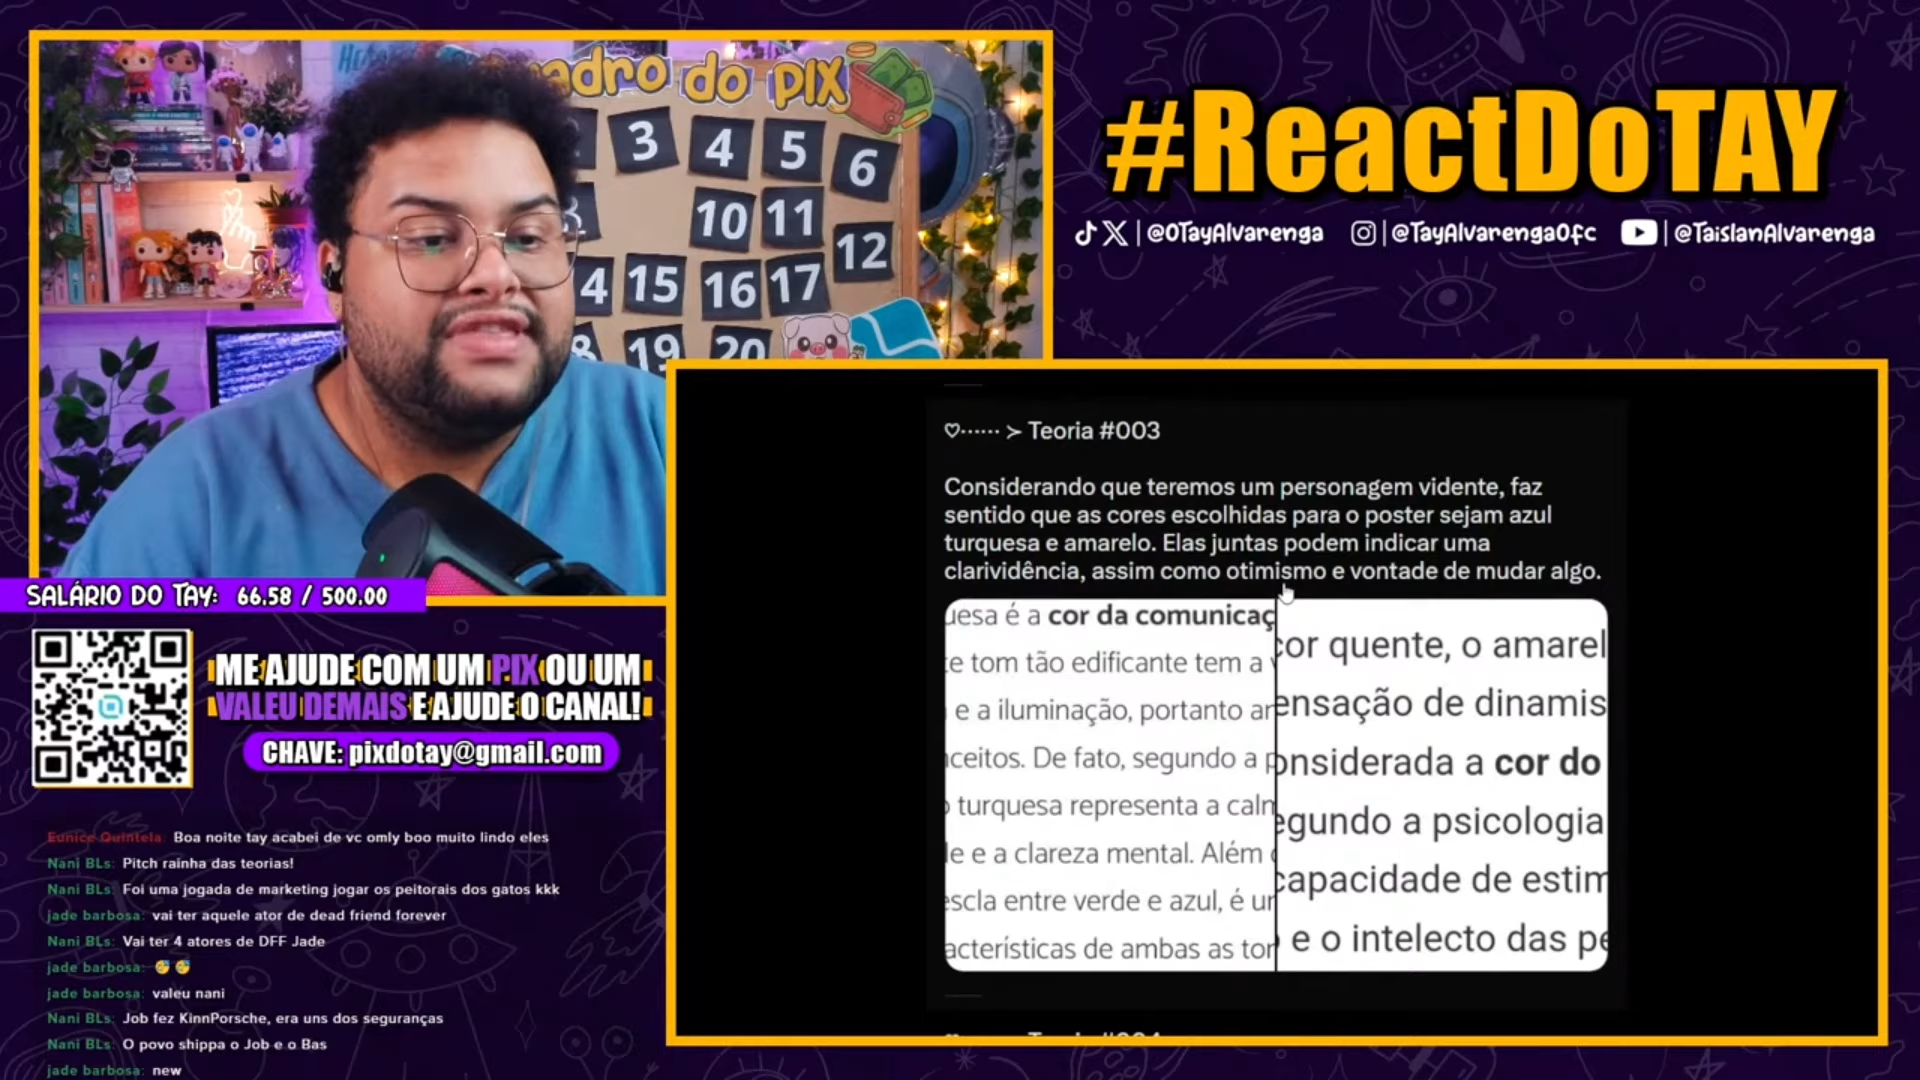 adro do pix
3
4
5
6
10
11
12
4
15
16
17
8
19
20
#ReactDoTAY
| @OTayAlvarenga
| @TayAlvarengaOfc
| @TaislanAlvarenga
♡······ ≻ Teoria #003
Considerando que teremos um personagem vidente, faz
sentido que as cores escolhidas para o poster sejam azul
turquesa e amarelo. Elas juntas podem indicar uma
clarividência, assim como otimismo e vontade de mudar algo.
uesa é a cor da comunicaç
e tom tão edificante tem a
e a iluminação, portanto ar
ceitos. De fato, segundo a p
turquesa representa a caln
le e a clareza mental. Além
escla entre verde e azul, é ur
acterísticas de ambas as tor
cor quente, o amarel
ensação de dinamis
onsiderada a cor do
egundo a psicologia
capacidade de estim
e o intelecto das pe
SALÁRIO DO TAY: 66.58 / 500.00
ME AJUDE COM UM PIX OU UM
VALEU DEMAIS E AJUDE O CANAL!
CHAVE: pixdotay@gmail.com
Eunice Quintela: Boa noite tay acabei de vc omly boo muito lindo eles
Nani BLs: Pitch rainha das teorias!
Nani BLs: Foi uma jogada de marketing jogar os peitorais dos gatos kkk
jade barbosa: vai ter aquele ator de dead friend forever
Nani BLs: Vai ter 4 atores de DFF Jade
jade barbosa: 🥳 🥳
jade barbosa: valeu nani
Nani BLs: Job fez KinnPorsche, era uns dos seguranças
Nani BLs: O povo shippa o Job e o Bas
jade barbosa: new